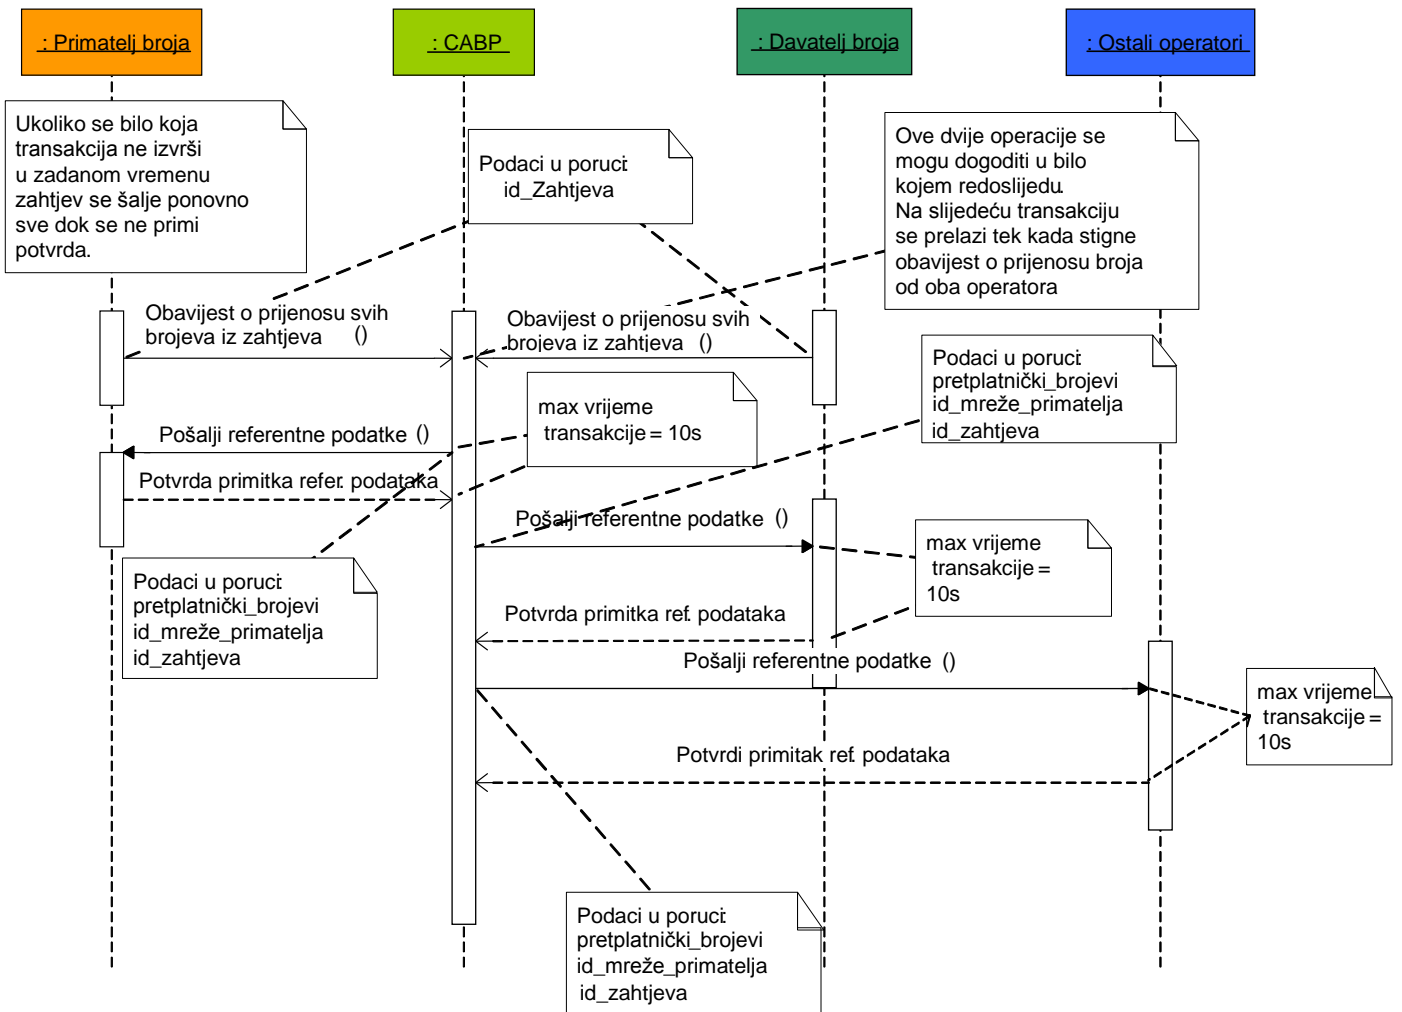 : Primatelj broja
: CABP
: Davatelj broja
: Ostali operatori
Ukoliko se bilo koja
transakcija ne izvrši
u zadanom vremenu
zahtjev se šalje ponovno
sve dok se ne primi
potvrda.
Podaci u poruci:
id_Zahtjeva
Ove dvije operacije se
mogu dogoditi u bilo
kojem redoslijedu.
Na slijedeću transakciju
se prelazi tek kada stigne
obavijest o prijenosu broja
od oba operatora
Obavijest o prijenosu svih
brojeva iz zahtjeva ()
Obavijest o prijenosu svih
brojeva iz zahtjeva ()
Podaci u poruci:
pretplatnički_brojevi
id_mreže_primatelja
id_zahtjeva
max vrijeme
transakcije = 10s
Pošalji referentne podatke ()
Potvrda primitka refer. podataka
Pošalji referentne podatke ()
max vrijeme
transakcije =
10s
Podaci u poruci:
pretplatnički_brojevi
id_mreže_primatelja
id_zahtjeva
Potvrda primitka ref. podataka
Pošalji referentne podatke ()
max vrijeme
transakcije =
10s
Potvrdi primitak ref. podataka
Podaci u poruci:
pretplatnički_brojevi
id_mreže_primatelja
id_zahtjeva